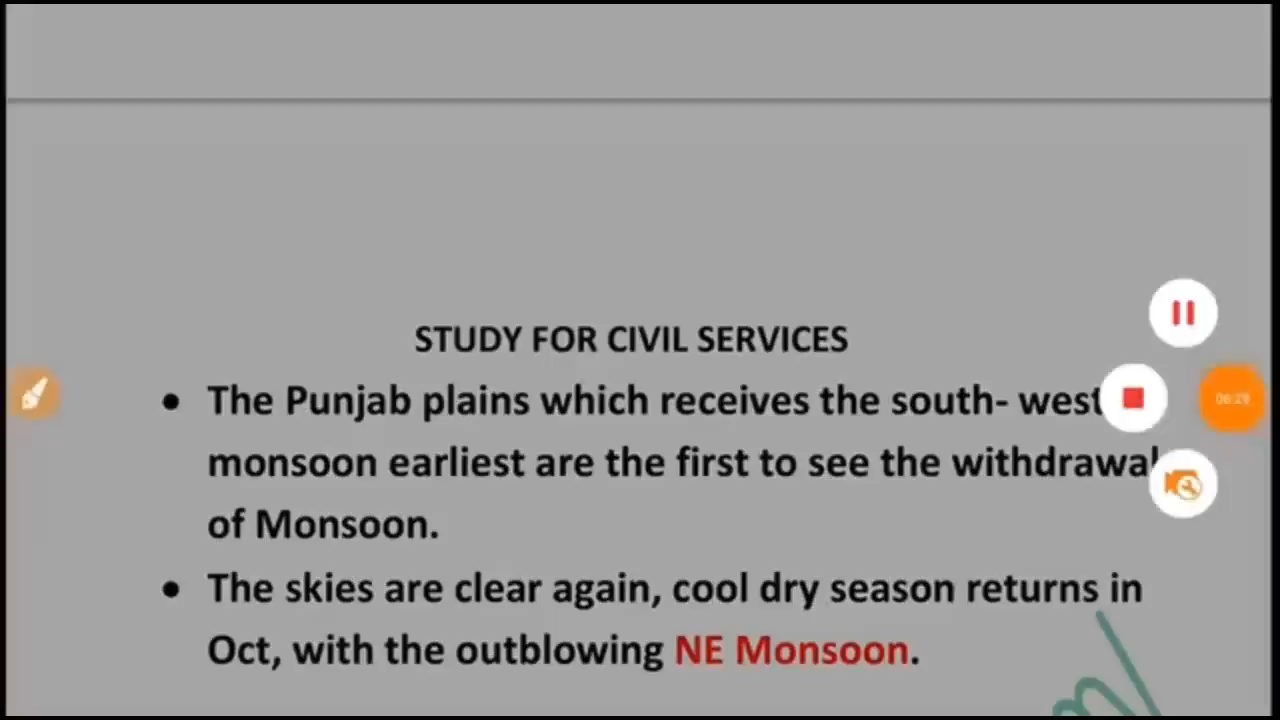 STUDY FOR CIVIL SERVICES
• The Punjab plains which receives the south- west
monsoon earliest are the first to see the withdrawal
of Monsoon.
• The skies are clear again, cool dry season returns in
Oct, with the outblowing NE Monsoon.